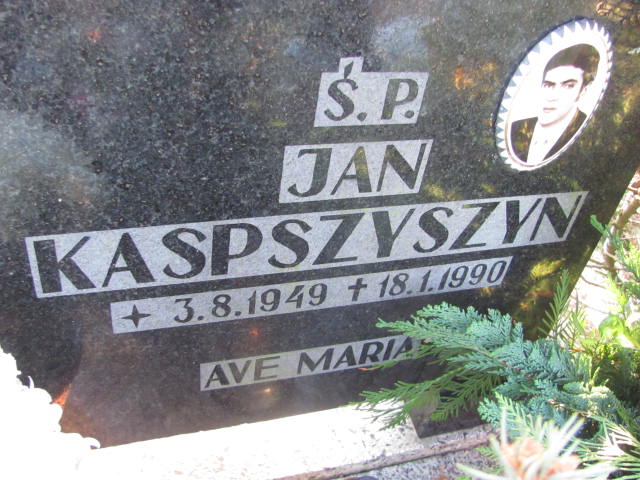 Ś.P.
JAN
KASPSZYSZYN
✦ 3.8.1949 ✝ 18.1.1990
AVE MARIA